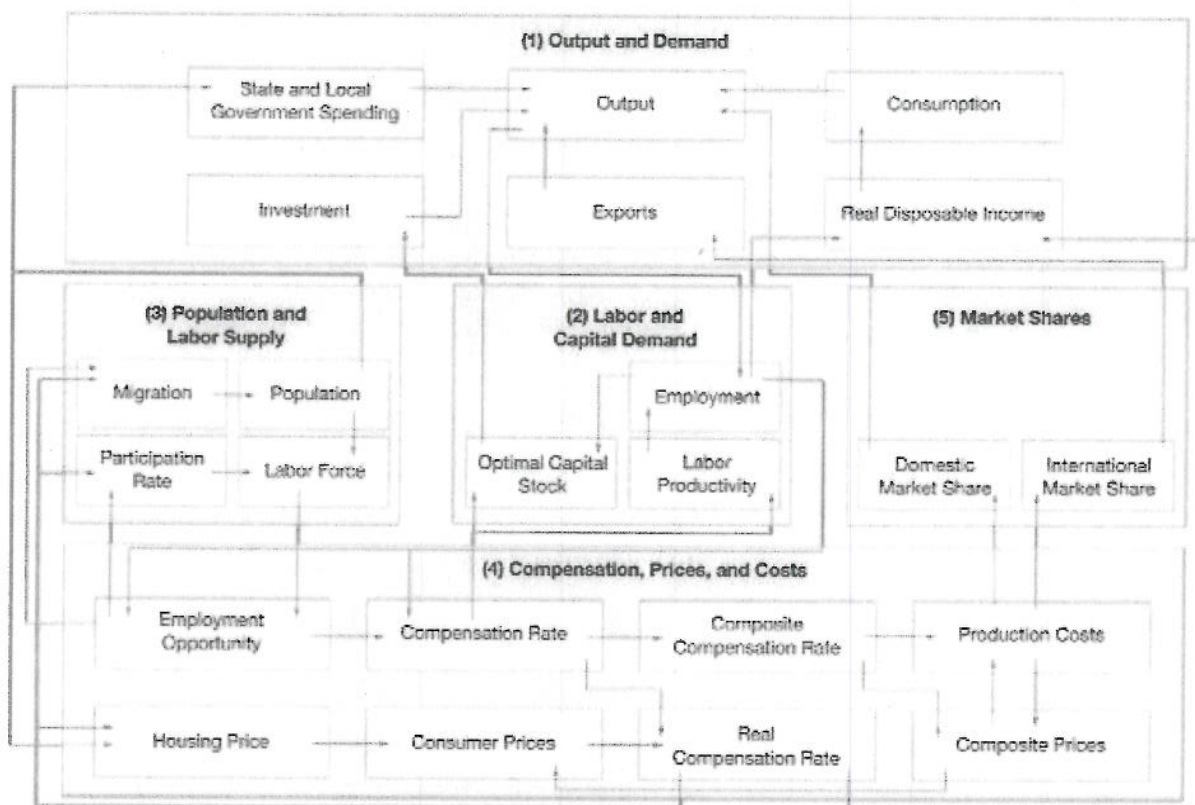 (1) Output and Demand
State and Local
Government Spending
Output
Consumption
Investment
Exports
Real Disposable Income
(3) Population and
Labor Supply
(2) Labor and
Capital Demand
(5) Market Shares
Migration
Population
Employment
Participation
Rate
Labor Force
Optimal Capital
Stock
Labor
Productivity
Domestic
Market Share
International
Market Share
(4) Compensation, Prices, and Costs
Employment
Opportunity
Compensation Rate
Composite
Compensation Rate
Production Costs
Housing Price
Consumer Prices
Real
Compensation Rate
Composite Prices